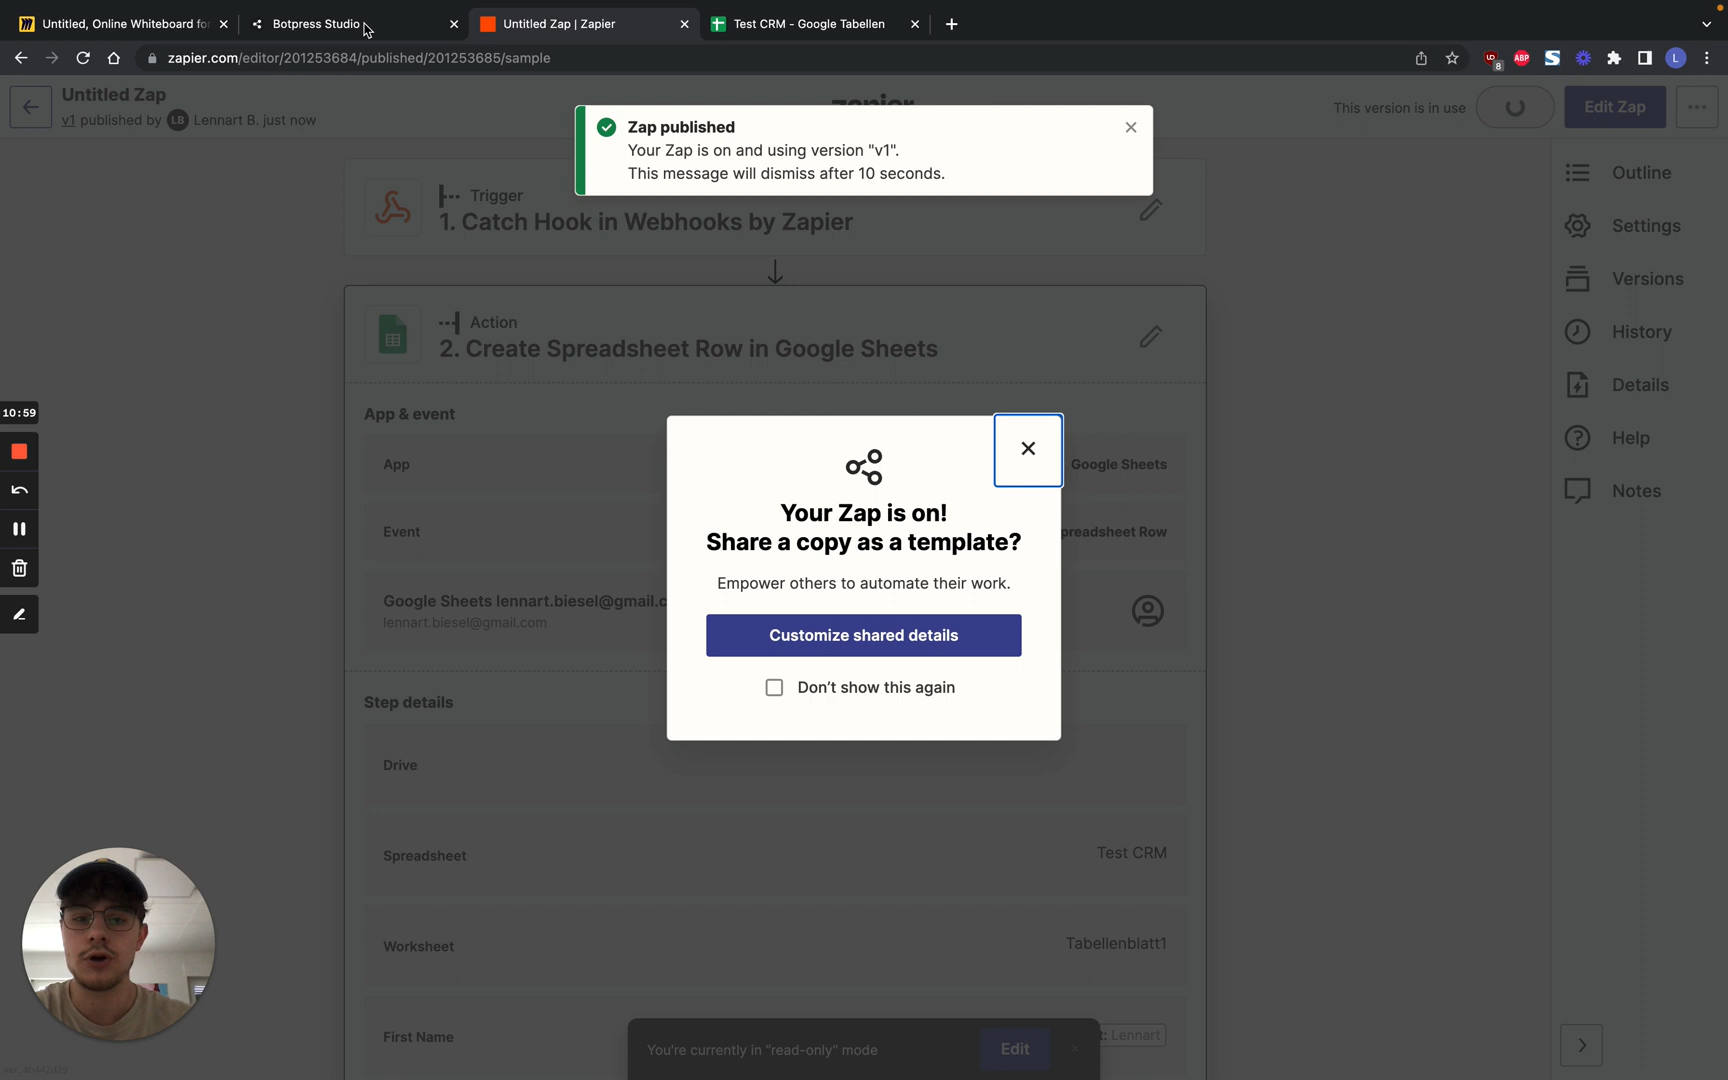 Untitled, Online Whiteboard for
Botpress Studio
Untitled Zap | Zapier
Test CRM - Google Tabellen
zapier.com/editor/201253684/published/201253685/sample
8
ABP
L
Untitled Zap
v1 published by LB Lennart B. just now
zapier
This version is in use
Edit Zap
Zap published
Your Zap is on and using version "v1".
This message will dismiss after 10 seconds.
Trigger
1. Catch Hook in Webhooks by Zapier
Action
2. Create Spreadsheet Row in Google Sheets
App & event
App
Google Sheets
Event
preadsheet Row
Google Sheets lennart.biesel@gmail.c
lennart.biesel@gmail.com
Step details
Drive
Spreadsheet
Test CRM
Worksheet
Tabellenblatt1
First Name
t: Lennart
Outline
Settings
Versions
History
Details
Help
Notes
10:59
Your Zap is on!
Share a copy as a template?
Empower others to automate their work.
Customize shared details
Don't show this again
You're currently in "read-only" mode
Edit